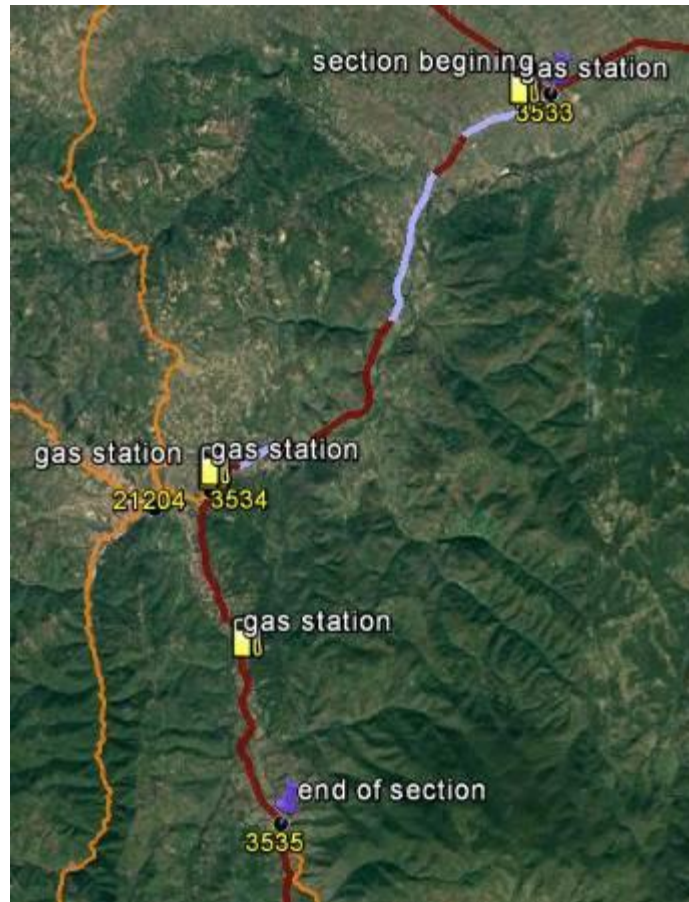 section begining
gas station
3533
gas station
gas station
21204
3534
gas station
end of section
3535